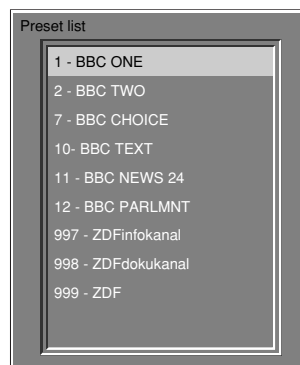 Preset list
1 - BBC ONE
2 - BBC TWO
7 - BBC CHOICE
10- BBC TEXT
11 - BBC NEWS 24
12 - BBC PARLMNT
997 - ZDFinfokanal
998 - ZDFdokukanal
999 - ZDF